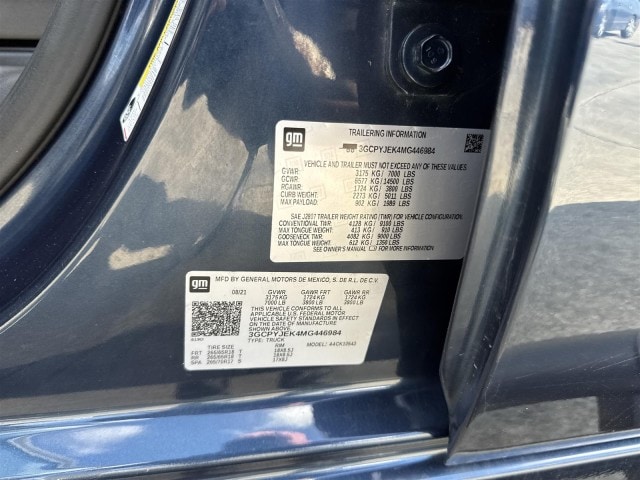 gm
TRAILERING INFORMATION
3GCPYJEK4MG446984
VEHICLE AND TRAILER MUST NOT EXCEED ANY OF THESE VALUES
GVWR: 3175 KG / 7000 LBS
GCWR: 6577 KG/14500 LBS
RGAWR: 1724 KG / 3800 LBS
CURB WEIGHT: 2273 KG / 5011 LBS
MAX PAYLOAD: 902 KG / 1989 LBS
SAE J2807 TRAILER WEIGHT RATING (TWR) FOR VEHICLE CONFIGURATION
CONVENTIONAL TWR: 4128 KG / 9100 LBS
MAX TONGUE WEIGHT: 413 KG / 910 LBS
GOOSENECK TWR: 4082 KG / 9000 LBS
MAX TONGUE WEIGHT: 612 KG / 1350 LBS
SEE OWNER'S MANUAL FOR MORE INFORMATION
gm
MFD BY GENERAL MOTORS DE MEXICO, S. DE R.L. DE C.V.
08/21 GVWR GAWR FRT GAWR RR
3175 KG 1724 KG 1724 KG
7000 LB 3800 LB 3800 LB
THIS VEHICLE CONFORMS TO ALL
APPLICABLE U.S. FEDERAL MOTOR
VEHICLE SAFETY STANDARDS IN EFFECT
ON THE DATE OF MANUFACTURE
SHOWN ABOVE.
3GCPYJEK4MG446984
TYPE: TRUCK
TIRE SIZE RIM
FRT 265/65R18 T 18X8.5J
RR 265/65R18 T 18X8.5J
SPA 265/70R17 S 17X8J